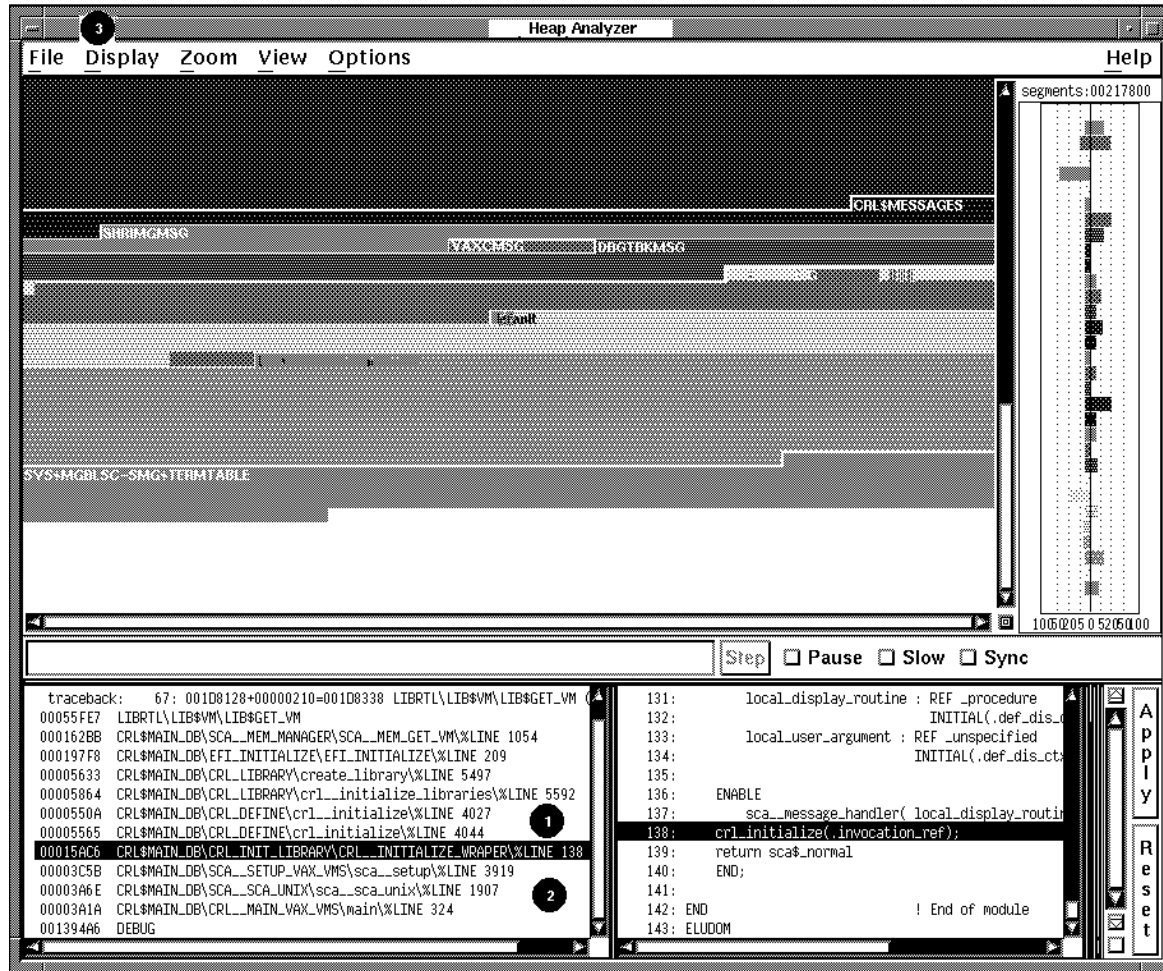 3
Heap Analyzer
File Display Zoom View Options Help
segments:00217800
CRL$MESSAGES
SHRIMGMSG
VAXCMSG
DBGTBKMSG
default
Step Pause Slow Sync
traceback: 67: 001D8128+00000210=001D8338 LIBRTL\LIB$VM\LIB$GET_VM (
00055FE7 LIBRTL\LIB$VM\LIB$GET_VM
000162BB CRL$MAIN_DB\SCA__MEM_MANAGER\SCA__MEM_GET_VM\%LINE 1054
000197F8 CRL$MAIN_DB\EFI_INITIALIZE\EFI_INITIALIZE\%LINE 209
00005633 CRL$MAIN_DB\CRL_LIBRARY\create_library\%LINE 5497
00005864 CRL$MAIN_DB\CRL_LIBRARY\crl__initialize_libraries\%LINE 5592
0000550A CRL$MAIN_DB\CRL_DEFINE\crl__initialize\%LINE 4027
1
00005565 CRL$MAIN_DB\CRL_DEFINE\crl_initialize\%LINE 4044
00015AC6 CRL$MAIN_DB\CRL_INIT_LIBRARY\CRL__INITIALIZE_WRAPER\%LINE 138
00003C5B CRL$MAIN_DB\SCA__SETUP_VAX_VMS\sca__setup\%LINE 3919
00003A6E CRL$MAIN_DB\SCA__SCA_UNIX\sca__sca_unix\%LINE 1907
2
00003A1A CRL$MAIN_DB\CRL__MAIN_VAX_VMS\main\%LINE 324
001394A6 DEBUG
131: local_display_routine : REF _procedure
132: INITIAL(.def_dis_
133: local_user_argument : REF _unspecified
134: INITIAL(.def_dis_ct
135:
136: ENABLE
137: sca__message_handler( local_display_routin
138: crl_initialize(.invocation_ref);
139: return sca$_normal
140: END;
141:
142: END ! End of module
143: ELUDOM
Apply
Reset